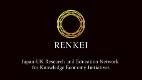 RENKEI
Japan-UK Research and Education Network
for Knowledge Economy Initiatives